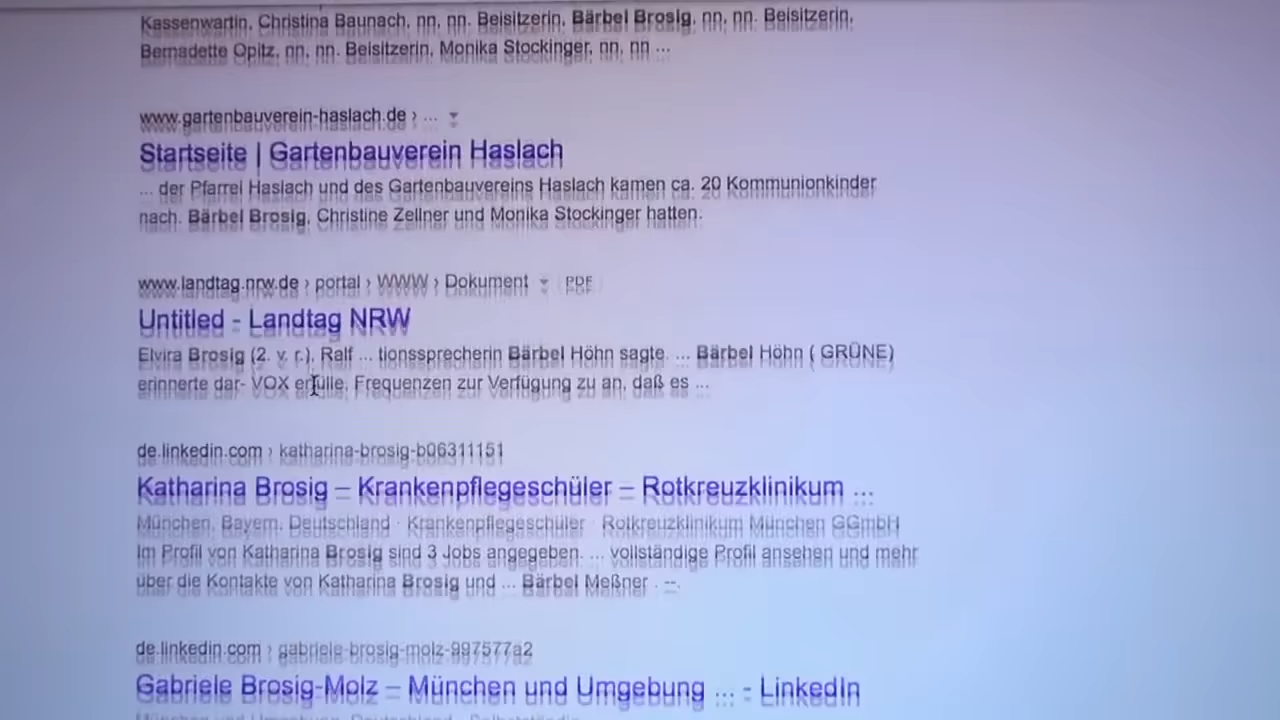 Kassenwartin, Christina Baunach, nn, nn. Beisitzerin, Bärbel Brosig, nn, nn. Beisitzerin,
Bernadette Opitz, nn, nn. Beisitzerin, Monika Stockinger, nn, nn ...
www.gartenbauverein-haslach.de › ...
Startseite | Gartenbauverein Haslach
... der Pfarrei Haslach und des Gartenbauvereins Haslach kamen ca. 20 Kommunionkinder
nach. Bärbel Brosig, Christine Zellner und Monika Stockinger hatten.
www.landtag.nrw.de › portal › WWW › Dokument PDF
Untitled - Landtag NRW
Elvira Brosig (2. v. r.), Ralf ... tionssprecherin Bärbel Höhn sagte. ... Bärbel Höhn ( GRÜNE)
erinnerte dar- VOX erfülle, Frequenzen zur Verfügung zu an, daß es ...
de.linkedin.com › katharina-brosig-b06311151
Katharina Brosig – Krankenpflegeschüler – Rotkreuzklinikum ...
München, Bayern, Deutschland · Krankenpflegeschüler · Rotkreuzklinikum München GGmbH
Im Profil von Katharina Brosig sind 3 Jobs angegeben. ... vollständige Profil ansehen und mehr
über die Kontakte von Katharina Brosig und ... Bärbel Meßner · --.
de.linkedin.com › gabriele-brosig-molz-997577a2
Gabriele Brosig-Molz – München und Umgebung ... - LinkedIn